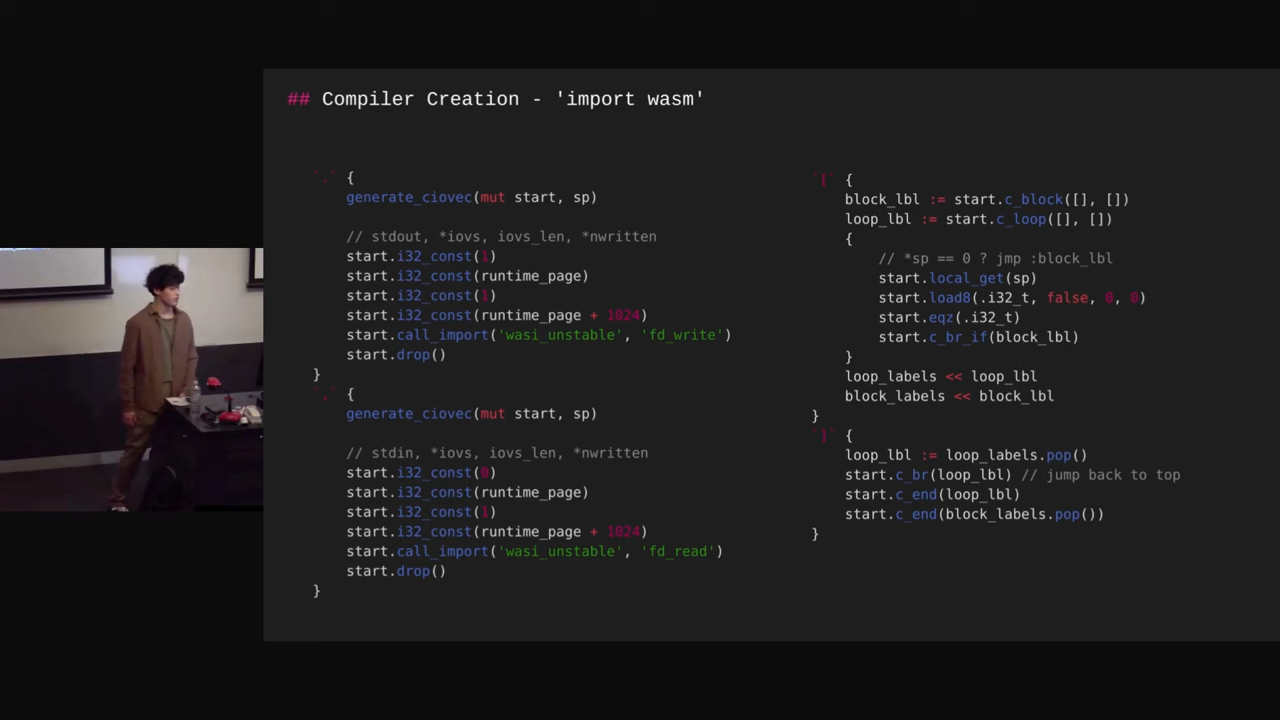 ## Compiler Creation - 'import wasm'
`.` {
generate_ciovec(mut start, sp)
// stdout, *iovs, iovs_len, *nwritten
start.i32_const(1)
start.i32_const(runtime_page)
start.i32_const(1)
start.i32_const(runtime_page + 1024)
start.call_import('wasi_unstable', 'fd_write')
start.drop()
}
`,` {
generate_ciovec(mut start, sp)
// stdin, *iovs, iovs_len, *nwritten
start.i32_const(0)
start.i32_const(runtime_page)
start.i32_const(1)
start.i32_const(runtime_page + 1024)
start.call_import('wasi_unstable', 'fd_read')
start.drop()
}
`[` {
block_lbl := start.c_block([], [])
loop_lbl := start.c_loop([], [])
{
// *sp == 0 ? jmp :block_lbl
start.local_get(sp)
start.load8(.i32_t, false, 0, 0)
start.eqz(.i32_t)
start.c_br_if(block_lbl)
}
loop_labels << loop_lbl
block_labels << block_lbl
}
`]` {
loop_lbl := loop_labels.pop()
start.c_br(loop_lbl) // jump back to top
start.c_end(loop_lbl)
start.c_end(block_labels.pop())
}